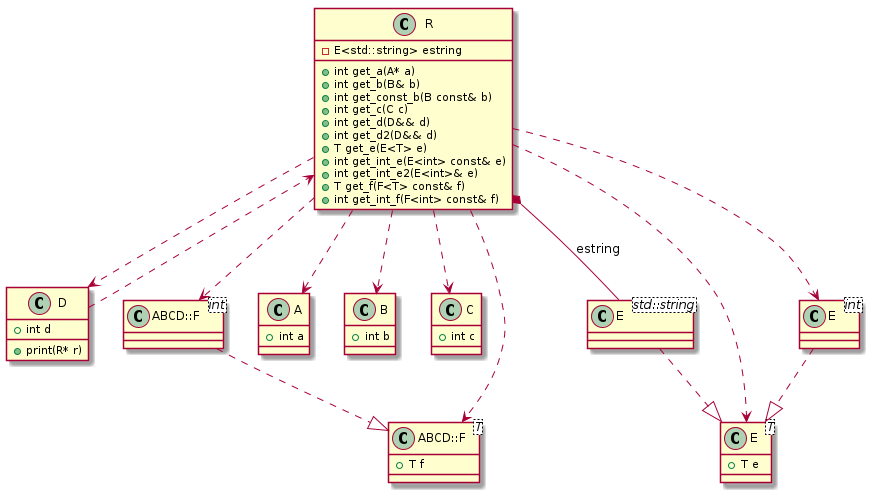 C R
E<std::string> estring
int get_a(A* a)
int get_b(B& b)
int get_const_b(B const& b)
int get_c(C c)
int get_d(D&& d)
int get_d2(D&& d)
T get_e(E<T> e)
int get_int_e(E<int> const& e)
int get_int_e2(E<int>& e)
T get_f(F<T> const& f)
int get_int_f(F<int> const& f)
estring
C D
int d
print(R* r)
C ABCD::F int
C A
int a
C B
int b
C C
int c
C E std::string
C E int
C ABCD::F T
T f
C E T
T e